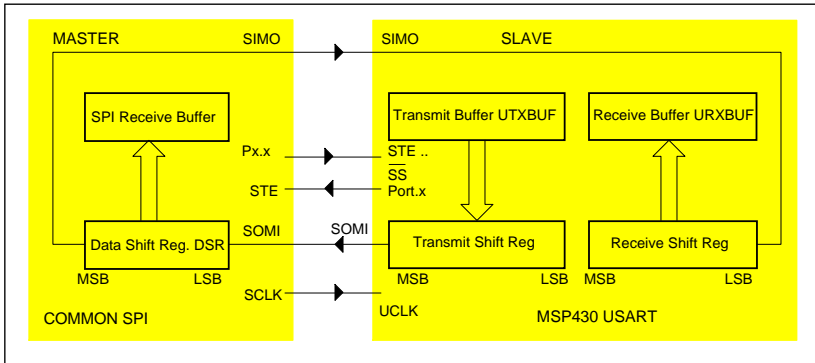 MASTER SIMO SIMO SLAVE
SPI Receive Buffer Transmit Buffer UTXBUF Receive Buffer URXBUF
Px.x STE ..
SS
STE Port.x
SOMI SOMI
Data Shift Reg. DSR Transmit Shift Reg Receive Shift Reg
MSB LSB MSB LSB MSB LSB
SCLK UCLK
COMMON SPI MSP430 USART